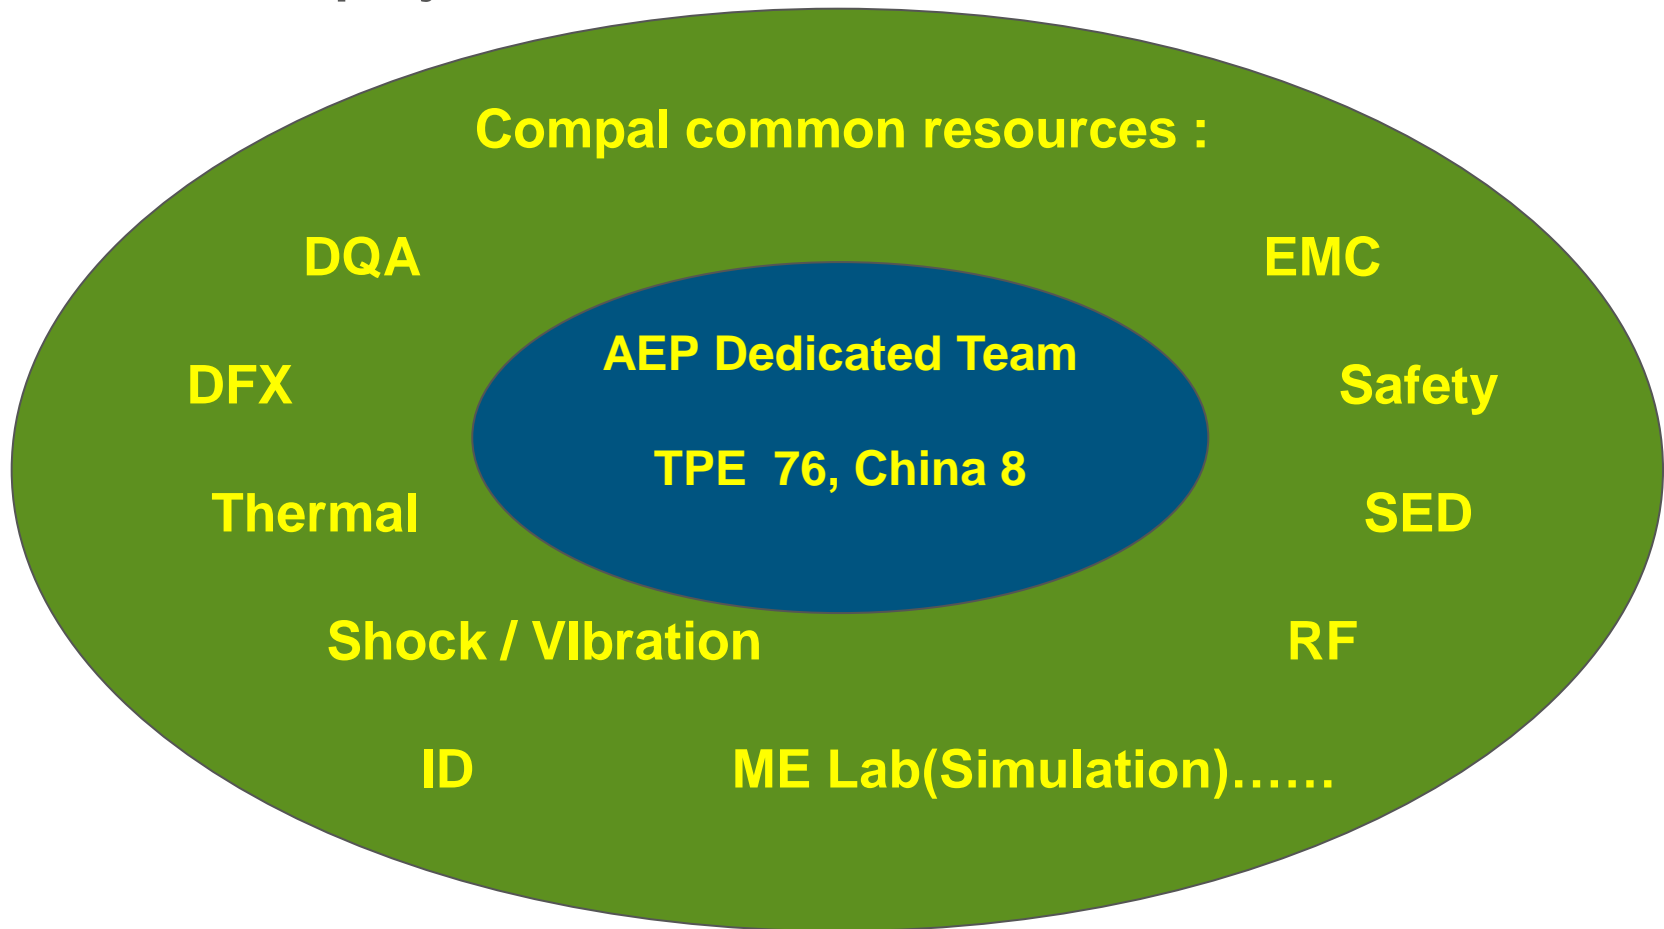 Compal common resources :
DQA EMC
AEP Dedicated Team
DFX Safety
TPE 76, China 8
Thermal SED
Shock / VIbration RF
ID ME Lab(Simulation)……